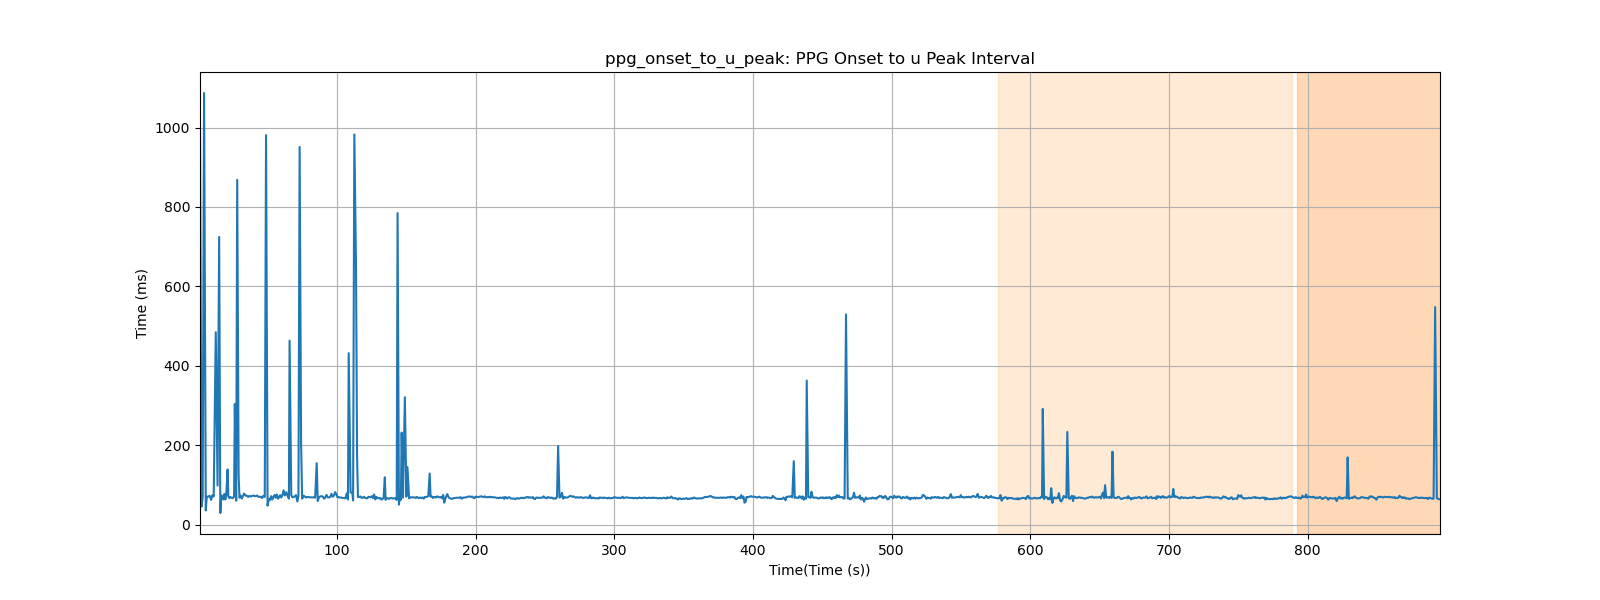 ppg_onset_to_u_peak: PPG Onset to u Peak Interval
1000
800
600
400
200
0
Time (ms)
100 200 300 400 500 600 700 800
Time(Time (s))